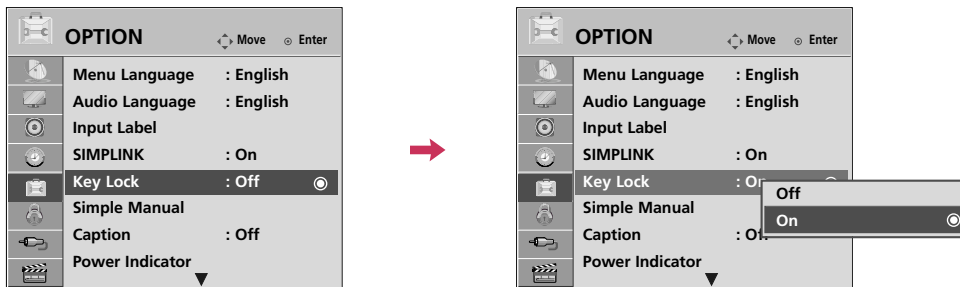 OPTION Move Enter
Menu Language : English
Audio Language : English
Input Label
SIMPLINK : On
Key Lock : Off
Simple Manual
Caption : Off
Power Indicator
OPTION Move Enter
Menu Language : English
Audio Language : English
Input Label
SIMPLINK : On
Key Lock : On
Simple Manual
Caption : Off
Power Indicator
Off
On